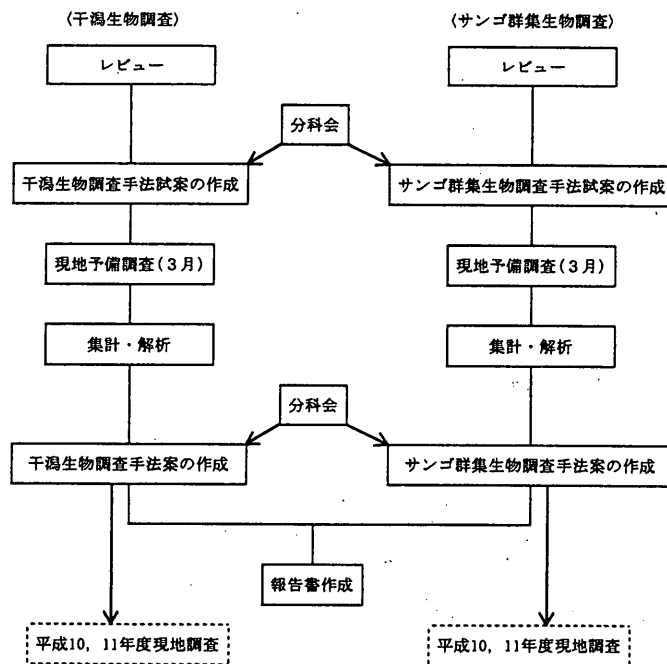 〈干潟生物調査〉
〈サンゴ群集生物調査〉
レビュー
レビュー
分科会
干潟生物調査手法試案の作成
サンゴ群集生物調査手法試案の作成
現地予備調査(3月)
現地予備調査(3月)
集計・解析
集計・解析
分科会
干潟生物調査手法案の作成
サンゴ群集生物調査手法案の作成
報告書作成
平成10,11年度現地調査
平成10,11年度現地調査